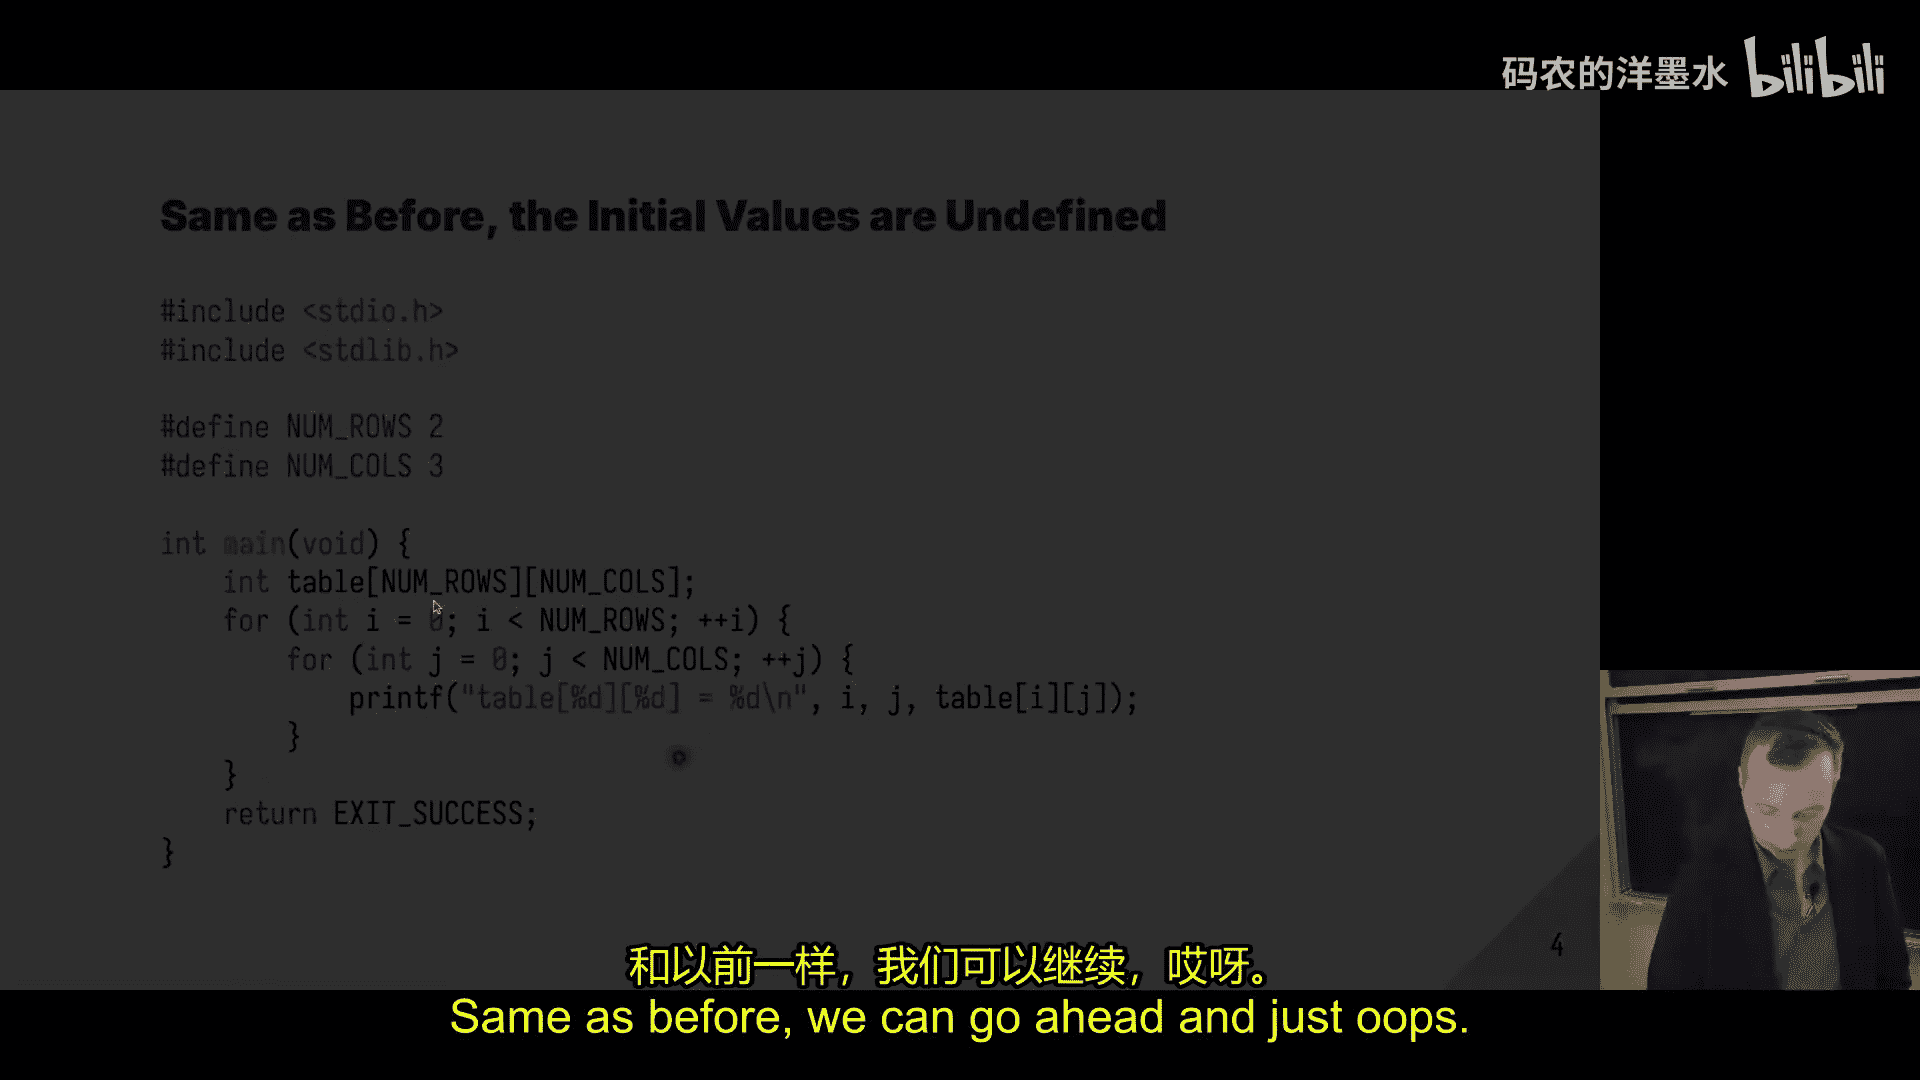 码农的洋墨水 bilibili
Same as Before, the Initial Values are Undefined
#include <stdio.h>
#include <stdlib.h>
#define NUM_ROWS 2
#define NUM_COLS 3
int main(void) {
    int table[NUM_ROWS][NUM_COLS];
    for (int i = 0; i < NUM_ROWS; ++i) {
        for (int j = 0; j < NUM_COLS; ++j) {
            printf("table[%d][%d] = %d\n", i, j, table[i][j]);
        }
    }
    return EXIT_SUCCESS;
}
4
和以前一样，我们可以继续，哎呀。
Same as before, we can go ahead and just oops.